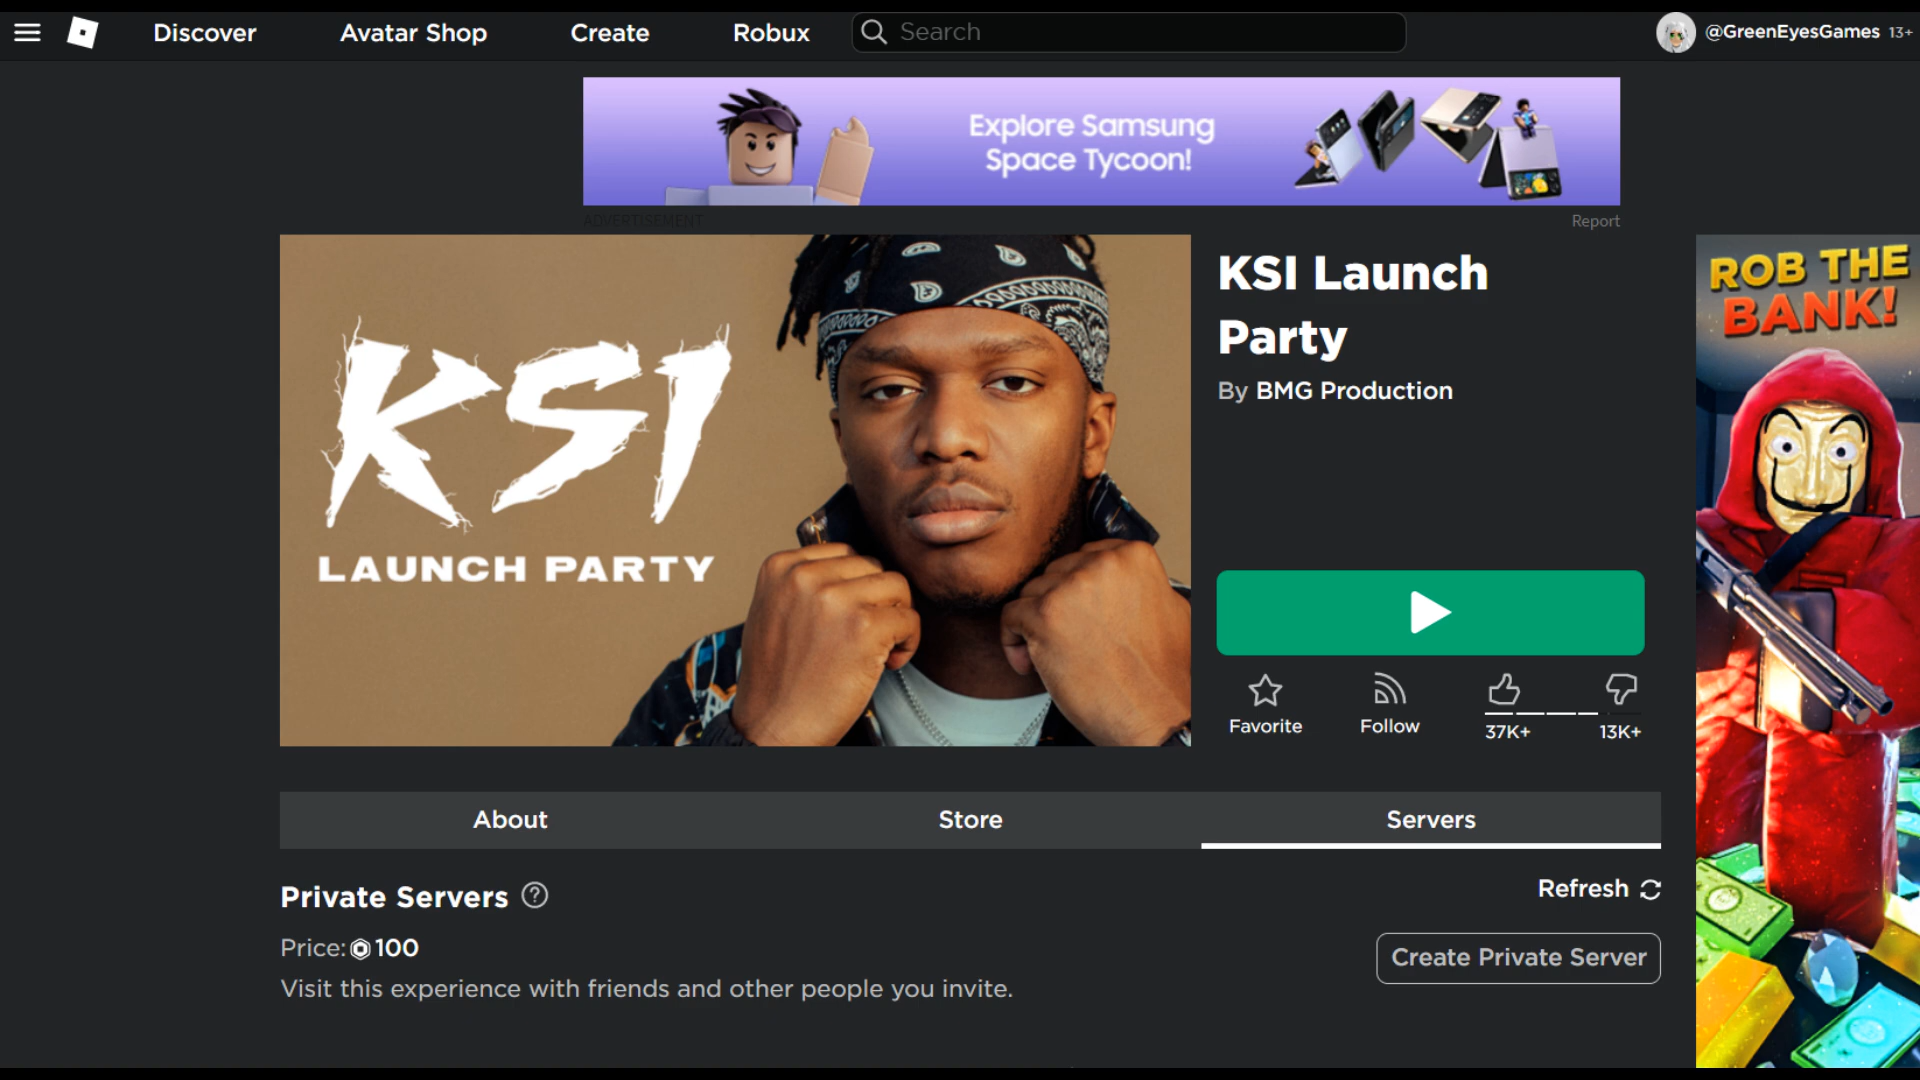 Discover
Avatar Shop
Create
Robux
Search
@GreenEyesGames 13+
Explore Samsung
Space Tycoon!
ADVERTISEMENT
Report
KSI
LAUNCH PARTY
KSI Launch
Party
By BMG Production
Favorite
Follow
37K+
13K+
ROB THE
BANK!
About
Store
Servers
Private Servers
Refresh
Price: 100
Create Private Server
Visit this experience with friends and other people you invite.